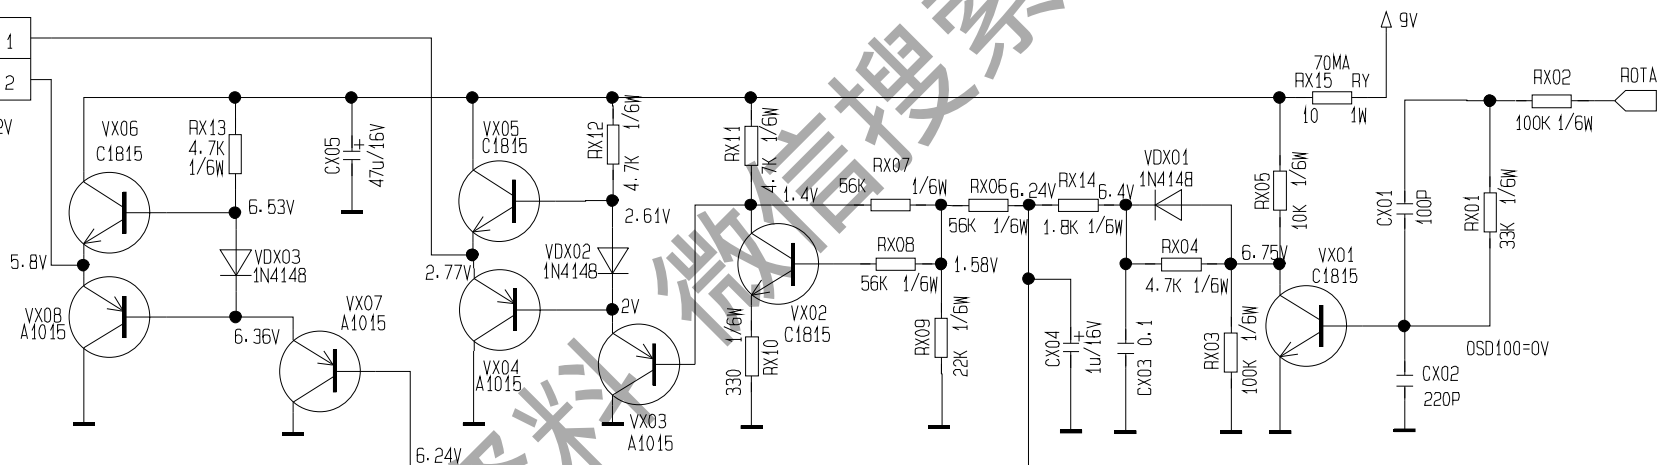 1
2
2V
VX06
C1815
RX13
4.7K
1/6W
CX05
47u/16V
6.53V
VDX03
1N4148
5.8V
VX08
A1015
6.36V
VX07
A1015
6.24V
VX05
C1815
RX12
1/6W
4.7K
2.61V
VDX02
1N4148
2.77V
2V
VX04
A1015
VX03
A1015
RX11
1/6W
4.7K
1.4V
VX02
C1815
1/6W
RX10
330
RX07
56K 1/6W
RX08
56K 1/6W
RX06
56K 1/6W
1.58V
RX09
1/6W
22K
6.24V
RX14
1.8K 1/6W
6.4V
VDX01
1N4148
RX04
4.7K 1/6W
6.75V
CX04
1u/16V
CX03 0.1
RX03
100K 1/6W
RX05
10K 1/6W
VX01
C1815
70MA
RX15 RY
10 1W
9V
CX01
100P
RX01
33K 1/6W
RX02
100K 1/6W
ROTA
OSD100=0V
CX02
220P
微信搜索